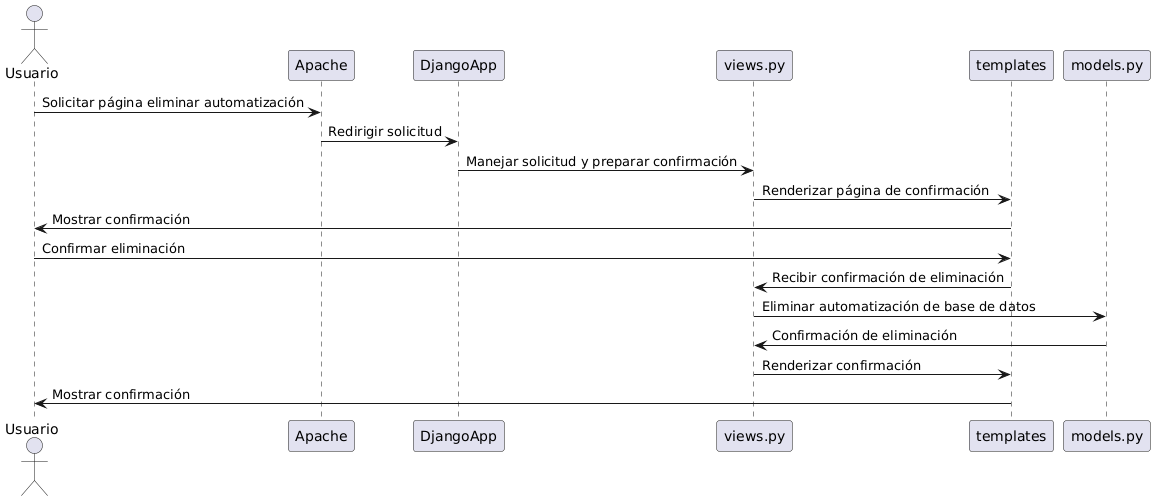 Usuario
Apache
DjangoApp
views.py
templates
models.py
Solicitar página eliminar automatización
Redirigir solicitud
Manejar solicitud y preparar confirmación
Renderizar página de confirmación
Mostrar confirmación
Confirmar eliminación
Recibir confirmación de eliminación
Eliminar automatización de base de datos
Confirmación de eliminación
Renderizar confirmación
Mostrar confirmación
Usuario
Apache
DjangoApp
views.py
templates
models.py